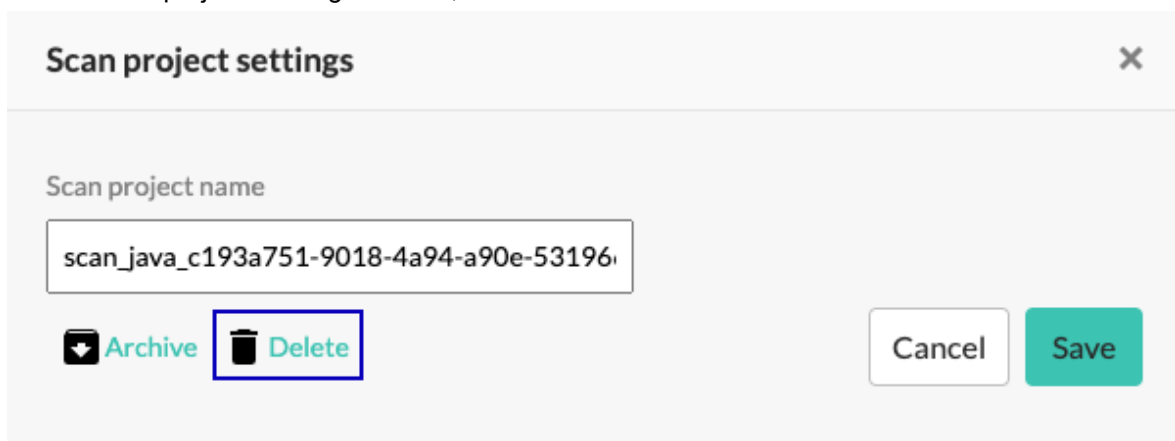 Scan project settings
Scan project name
scan_java_c193a751-9018-4a94-a90e-53196
Archive Delete Cancel Save